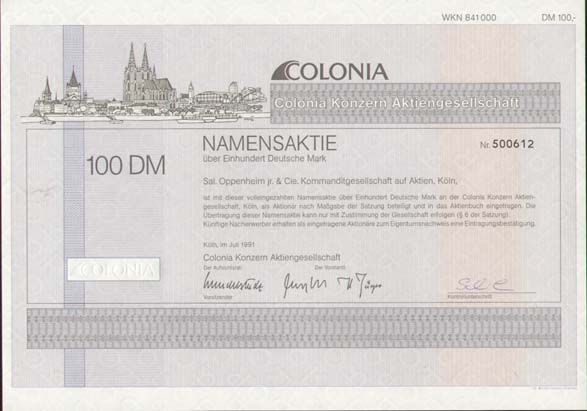 WKN 841000 DM 100,-
COLONIA
Colonia Konzern Aktiengesellschaft
NAMENSAKTIE
Nr. 500612
über Einhundert Deutsche Mark
100 DM
Sal. Oppenheim jr. & Cie. Kommanditgesellschaft auf Aktien, Köln,
ist mit dieser volleingezahlten Namensaktie über Einhundert Deutsche Mark an der Colonia Konzern Aktien-
gesellschaft, Köln, als Aktionär nach Maßgabe der Satzung beteiligt und in das Aktienbuch eingetragen. Die
Übertragung dieser Namensaktie kann nur mit Zustimmung der Gesellschaft erfolgen (§ 6 der Satzung).
Künftige Nacherwerber erhalten als eingetragene Aktionäre zum Eigentumsnachweis eine Eintragungsbestätigung.
Köln, im Juli 1991
Colonia Konzern Aktiengesellschaft
Der Aufsichtsrat: Der Vorstand:
COLONIA
Vorsitzender
Kontrollunterschrift